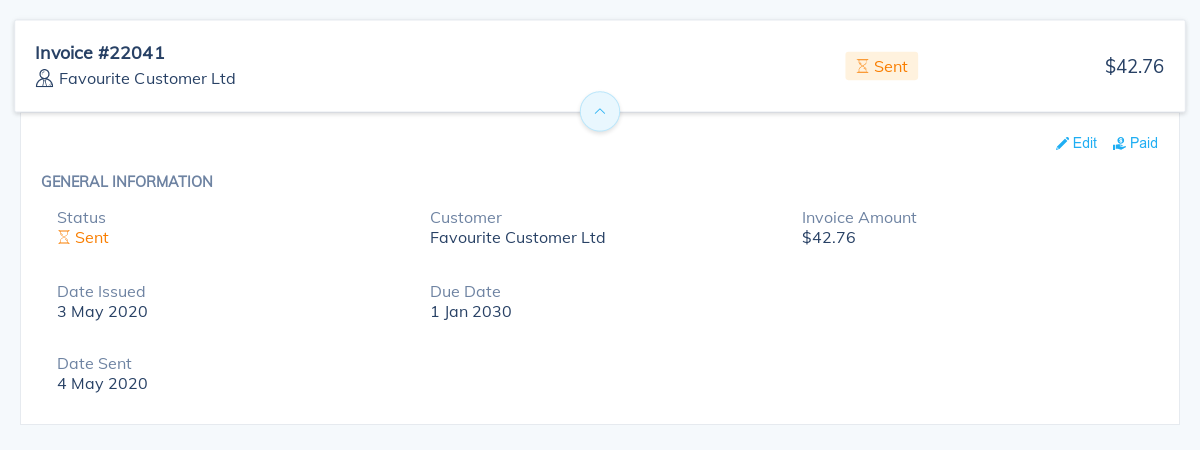 Invoice #22041
Favourite Customer Ltd
Sent
$42.76
Edit
Paid
GENERAL INFORMATION
Status
Sent
Customer
Favourite Customer Ltd
Invoice Amount
$42.76
Date Issued
3 May 2020
Due Date
1 Jan 2030
Date Sent
4 May 2020